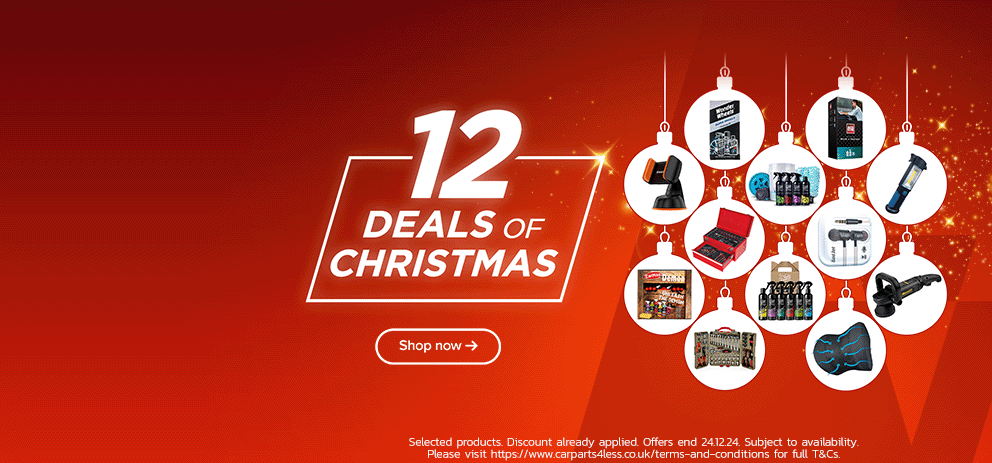 12
DEALS OF
CHRISTMAS
Shop now →
Wonder
Wheels
Selected products. Discount already applied. Offers end 24.12.24. Subject to availability.
Please visit https://www.carparts4less.co.uk/terms-and-conditions for full T&Cs.